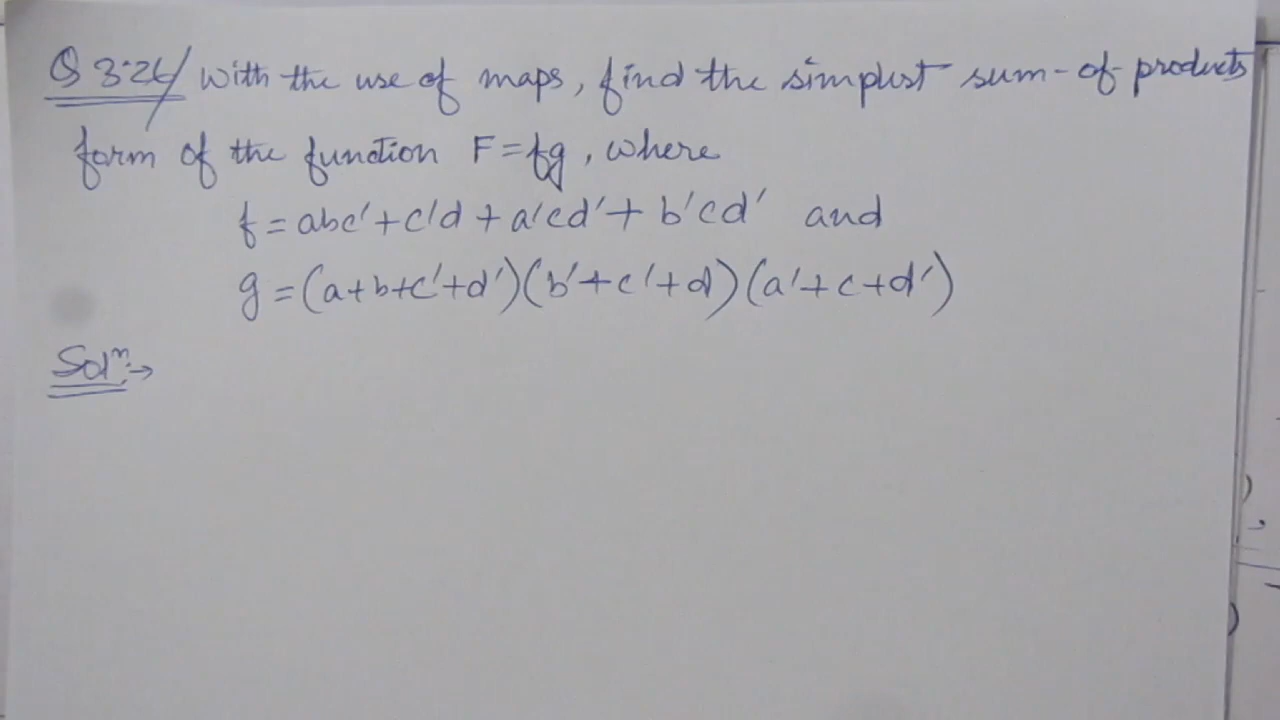 Q 3.26/ With the use of maps, find the simplest sum-of-products
form of the function F=fg, where
f = abc' + c'd + a'cd' + b'cd' and
g = (a+b+c'+d')(b'+c'+d)(a'+c+d')
Solⁿ:→